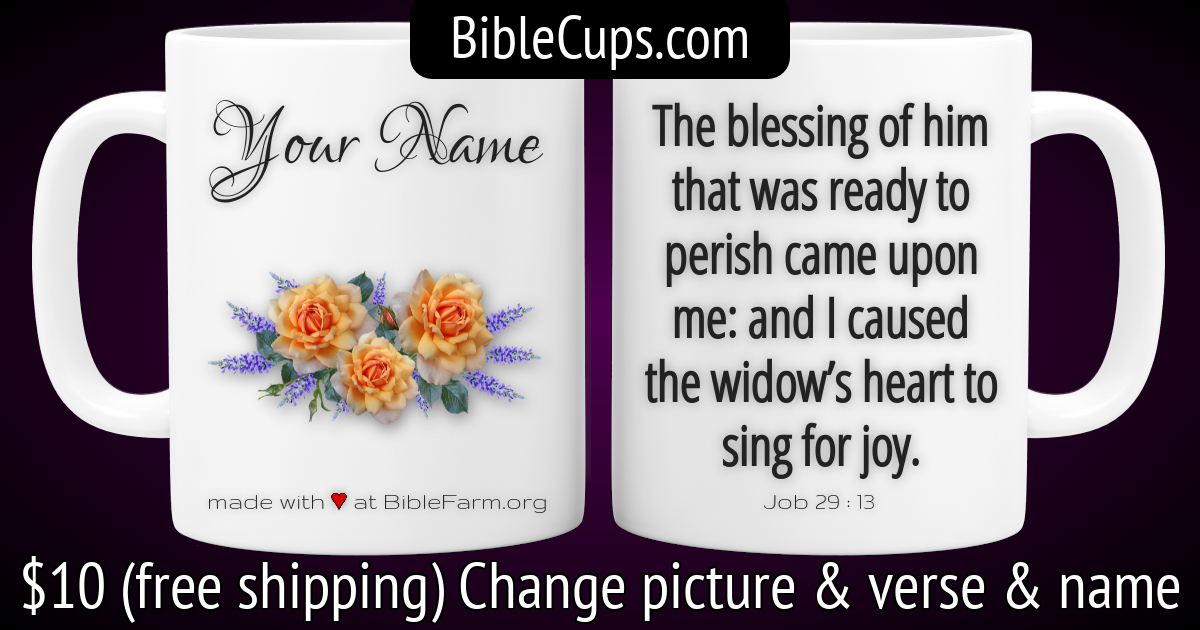 BibleCups.com
Your Name
made with ♥ at BibleFarm.org
The blessing of him
that was ready to
perish came upon
me: and I caused
the widow’s heart to
sing for joy.
Job 29 : 13
$10 (free shipping) Change picture & verse & name